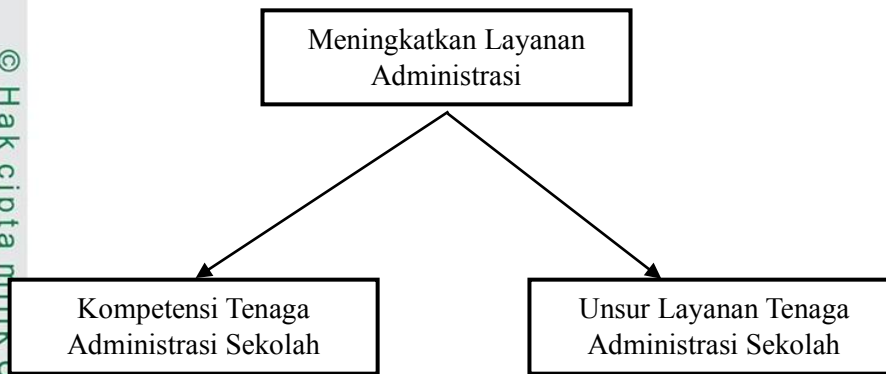 Meningkatkan Layanan
Administrasi
© Hak cipta
Kompetensi Tenaga
Administrasi Sekolah
Unsur Layanan Tenaga
Administrasi Sekolah